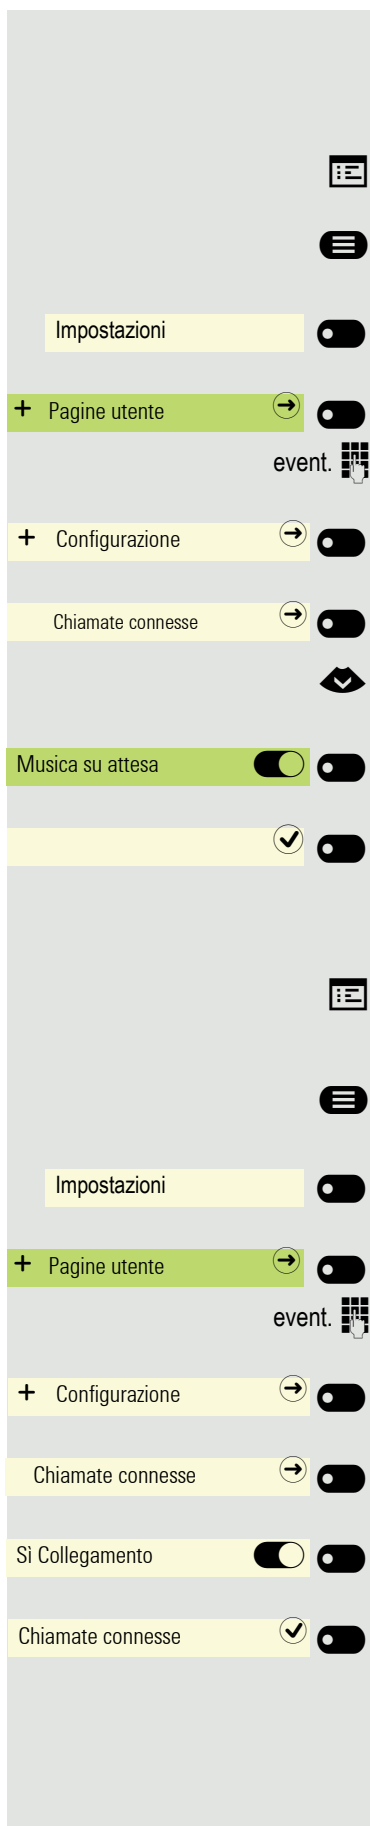 Impostazioni
+ Pagine utente
event.
+ Configurazione
Chiamate connesse
Musica su attesa
Impostazioni
+ Pagine utente
event.
+ Configurazione
Chiamate connesse
Sì Collegamento
Chiamate connesse